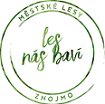 MĚSTSKÉ LESY
les
nás baví
ZNOJMO